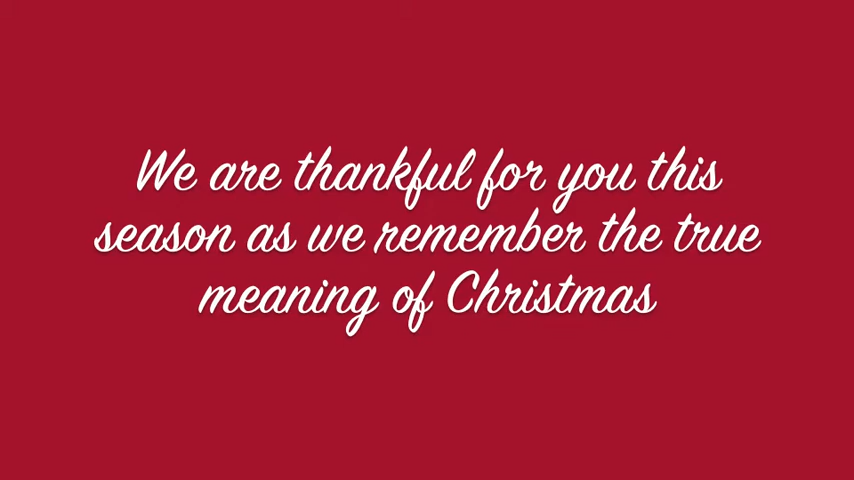 We are thankful for you this
season as we remember the true
meaning of Christmas